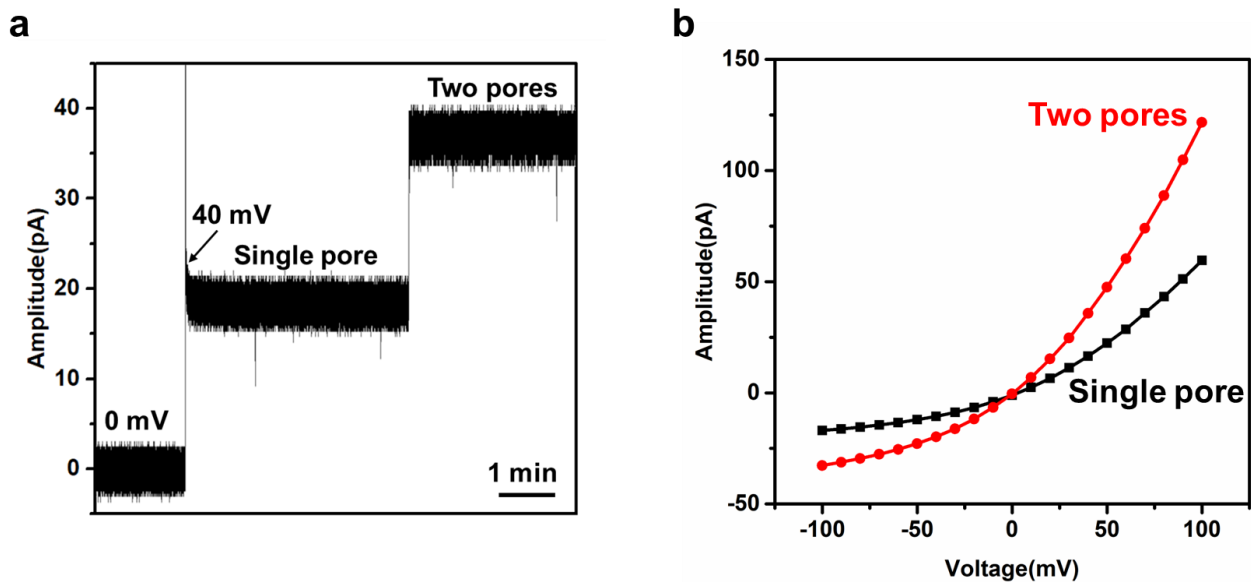 a
Amplitude(pA)
40
30
20
10
0
0 mV
40 mV
Single pore
Two pores
1 min
b
Amplitude(pA)
150
100
50
0
-50
Two pores
Single pore
-100
-50
0
50
100
Voltage(mV)